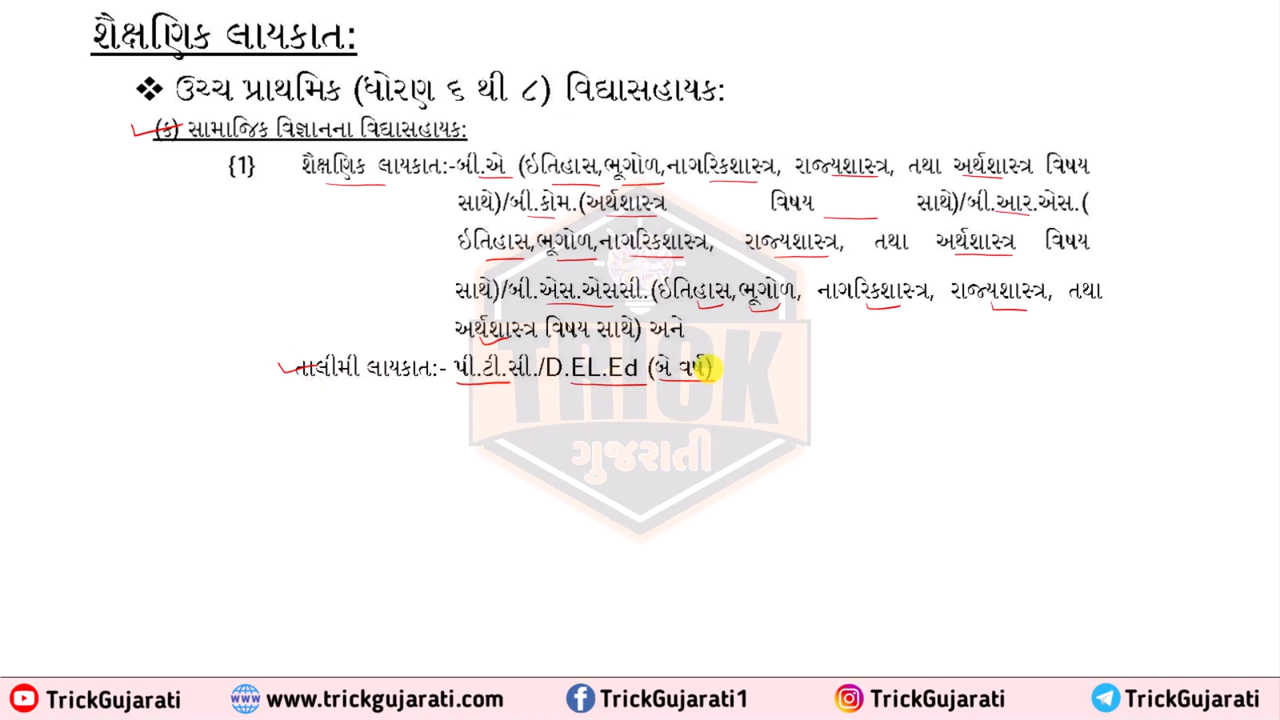 શૈક્ષણિક લાયકાત:
❖ ઉચ્ચ પ્રાથમિક (ધોરણ ૬ થી ૮) વિદ્યાસહાયક:
(ક) સામાજિક વિજ્ઞાનના વિદ્યાસહાયક:
{1} શૈક્ષણિક લાયકાત:-બી.એ (ઇતિહાસ,ભૂગોળ,નાગરિકશાસ્ત્ર, રાજ્યશાસ્ત્ર, તથા અર્થશાસ્ત્ર વિષય
સાથે)/બી.કોમ.(અર્થશાસ્ત્ર વિષય સાથે)/બી.આર.એસ.(
ઇતિહાસ,ભૂગોળ,નાગરિકશાસ્ત્ર, રાજ્યશાસ્ત્ર, તથા અર્થશાસ્ત્ર વિષય
સાથે)/બી.એસ.એસસી.(ઇતિહાસ,ભૂગોળ, નાગરિકશાસ્ત્ર, રાજ્યશાસ્ત્ર, તથા
અર્થશાસ્ત્ર વિષય સાથે) અને
તાલીમી લાયકાત:- પી.ટી.સી./D.EL.Ed (બે વર્ષ)
TRICK
ગુજરાતી
TrickGujarati www.trickgujarati.com TrickGujarati1 TrickGujarati TrickGujarati